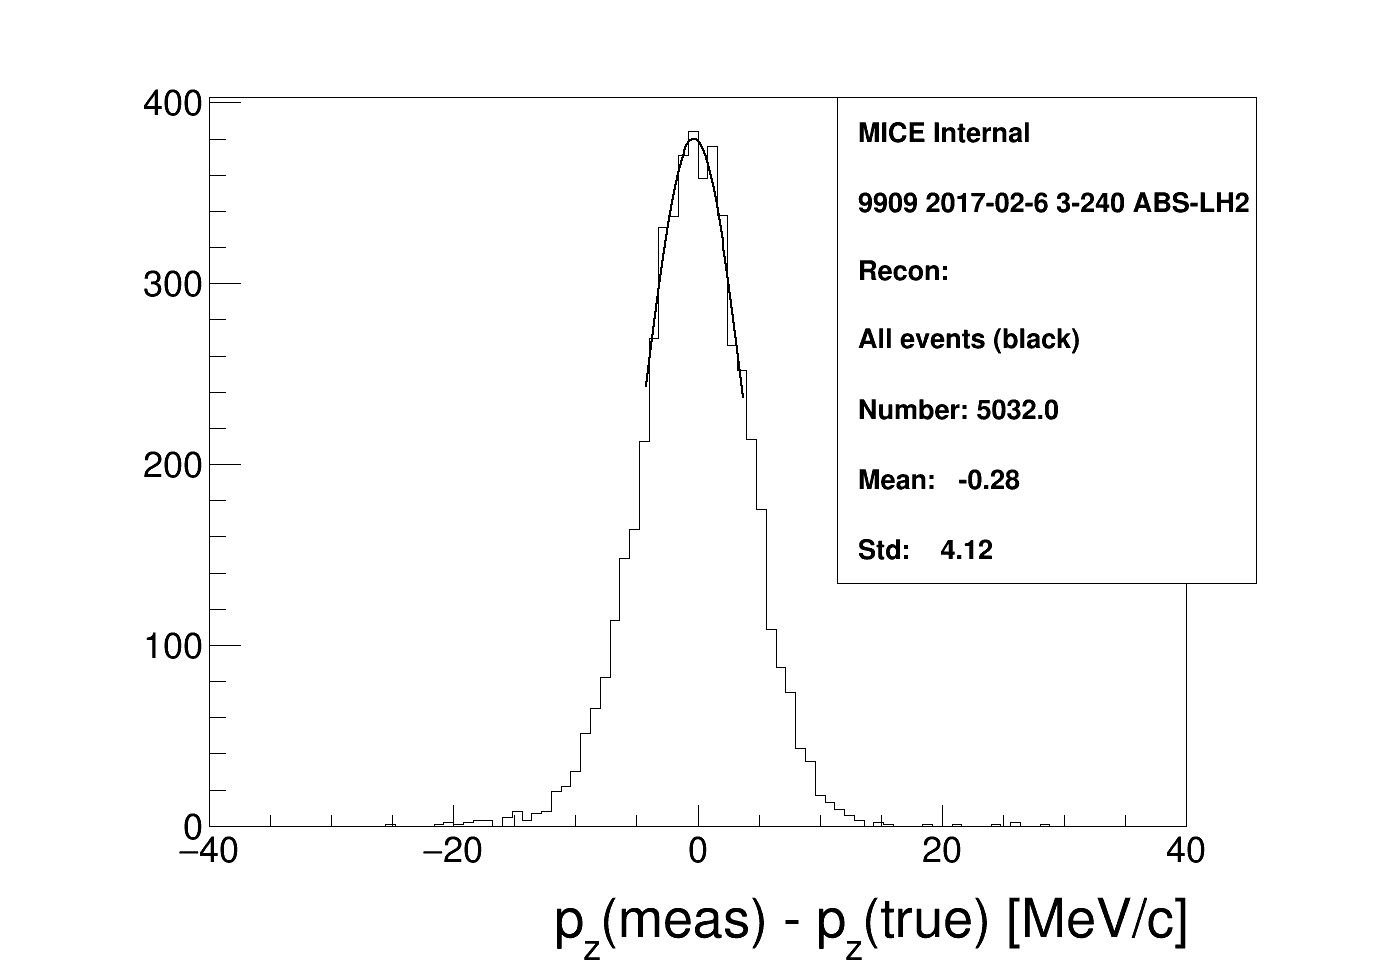 400
300
200
100
0
−40 −20 0 20 40
p_z(meas) - p_z(true) [MeV/c]
MICE Internal
9909 2017-02-6 3-240 ABS-LH2
Recon:
All events (black)
Number: 5032.0
Mean: -0.28
Std: 4.12